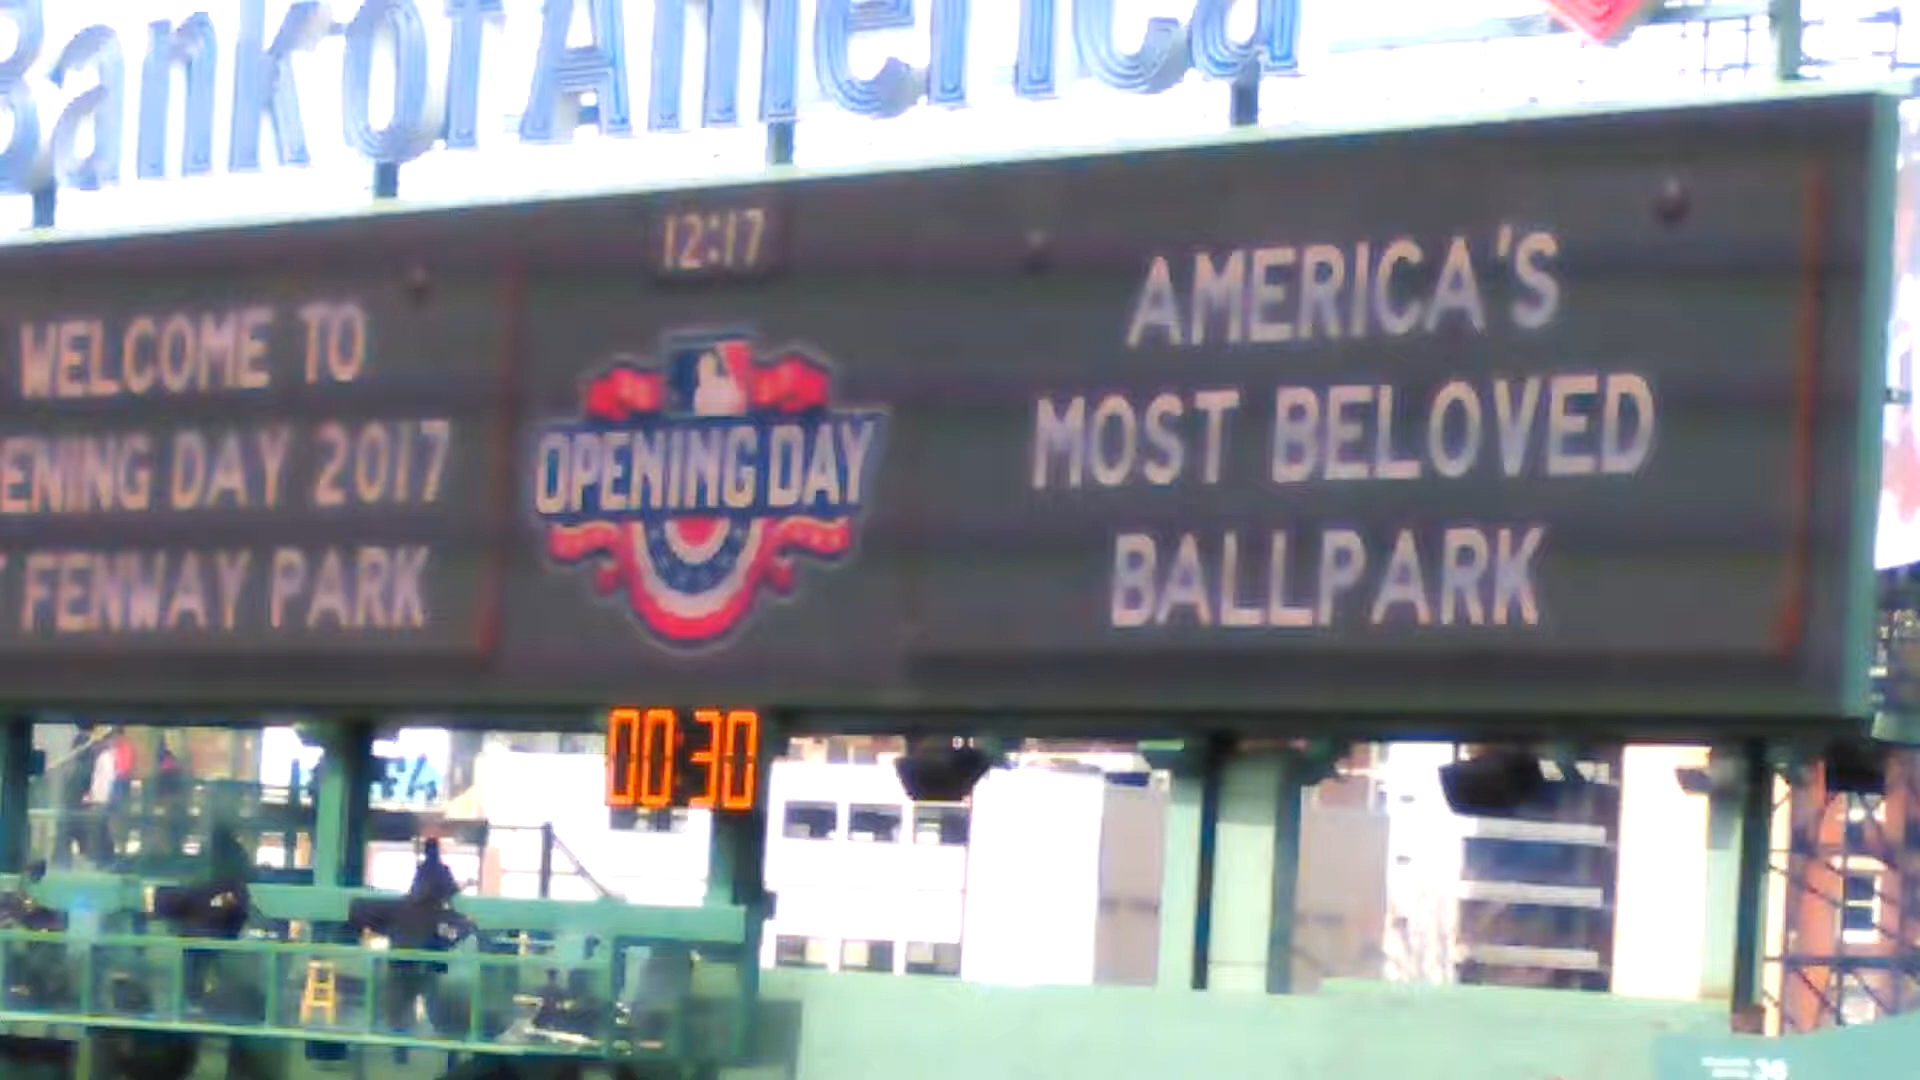 Bank of America
12:17
WELCOME TO
ENING DAY 2017
FENWAY PARK
OPENING DAY
AMERICA'S
MOST BELOVED
BALLPARK
00:30
36